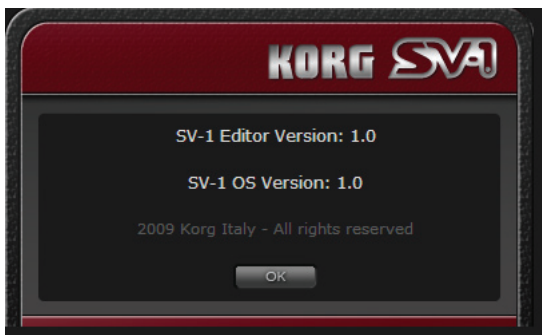 KORG SV-1
SV-1 Editor Version: 1.0
SV-1 OS Version: 1.0
2009 Korg Italy - All rights reserved
OK